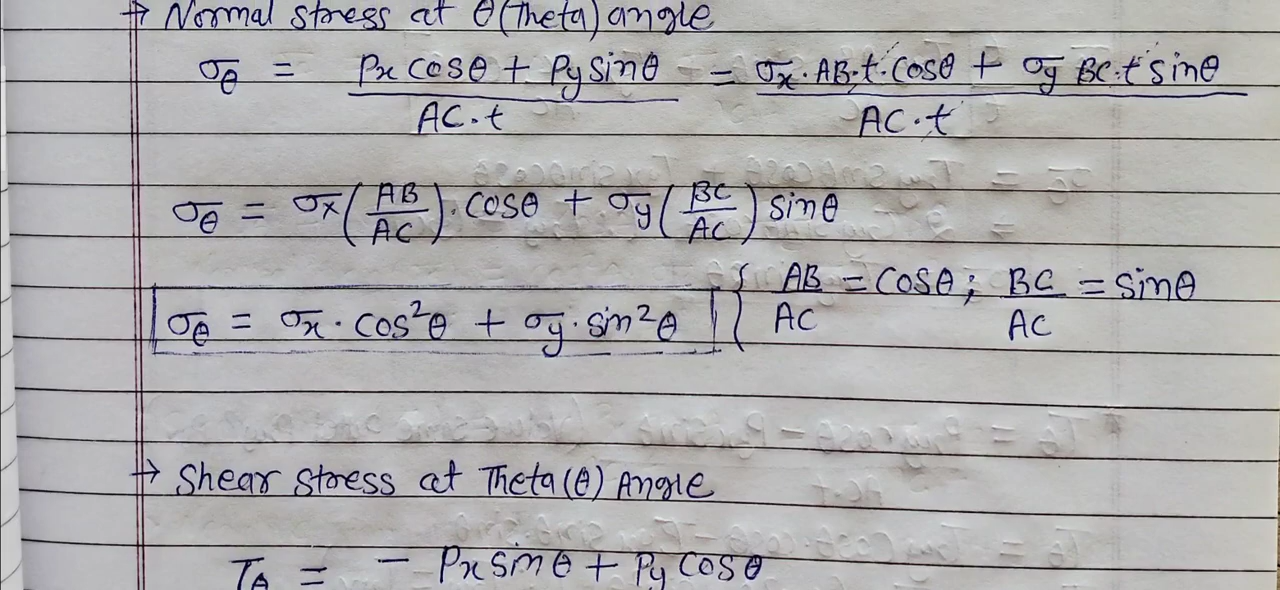 → Normal stress at θ(Theta) angle
σθ = Px cosθ + Py sinθ / AC.t = σx.AB.t.cosθ + σy BC.t sinθ / AC.t
σθ = σx(AB/AC).cosθ + σy(BC/AC) sinθ
σθ = σx.cos²θ + σy.sin²θ { AB/AC = cosθ; BC/AC = sinθ
→ Shear stress at Theta(θ) Angle
τθ = - Px sinθ + Py cosθ